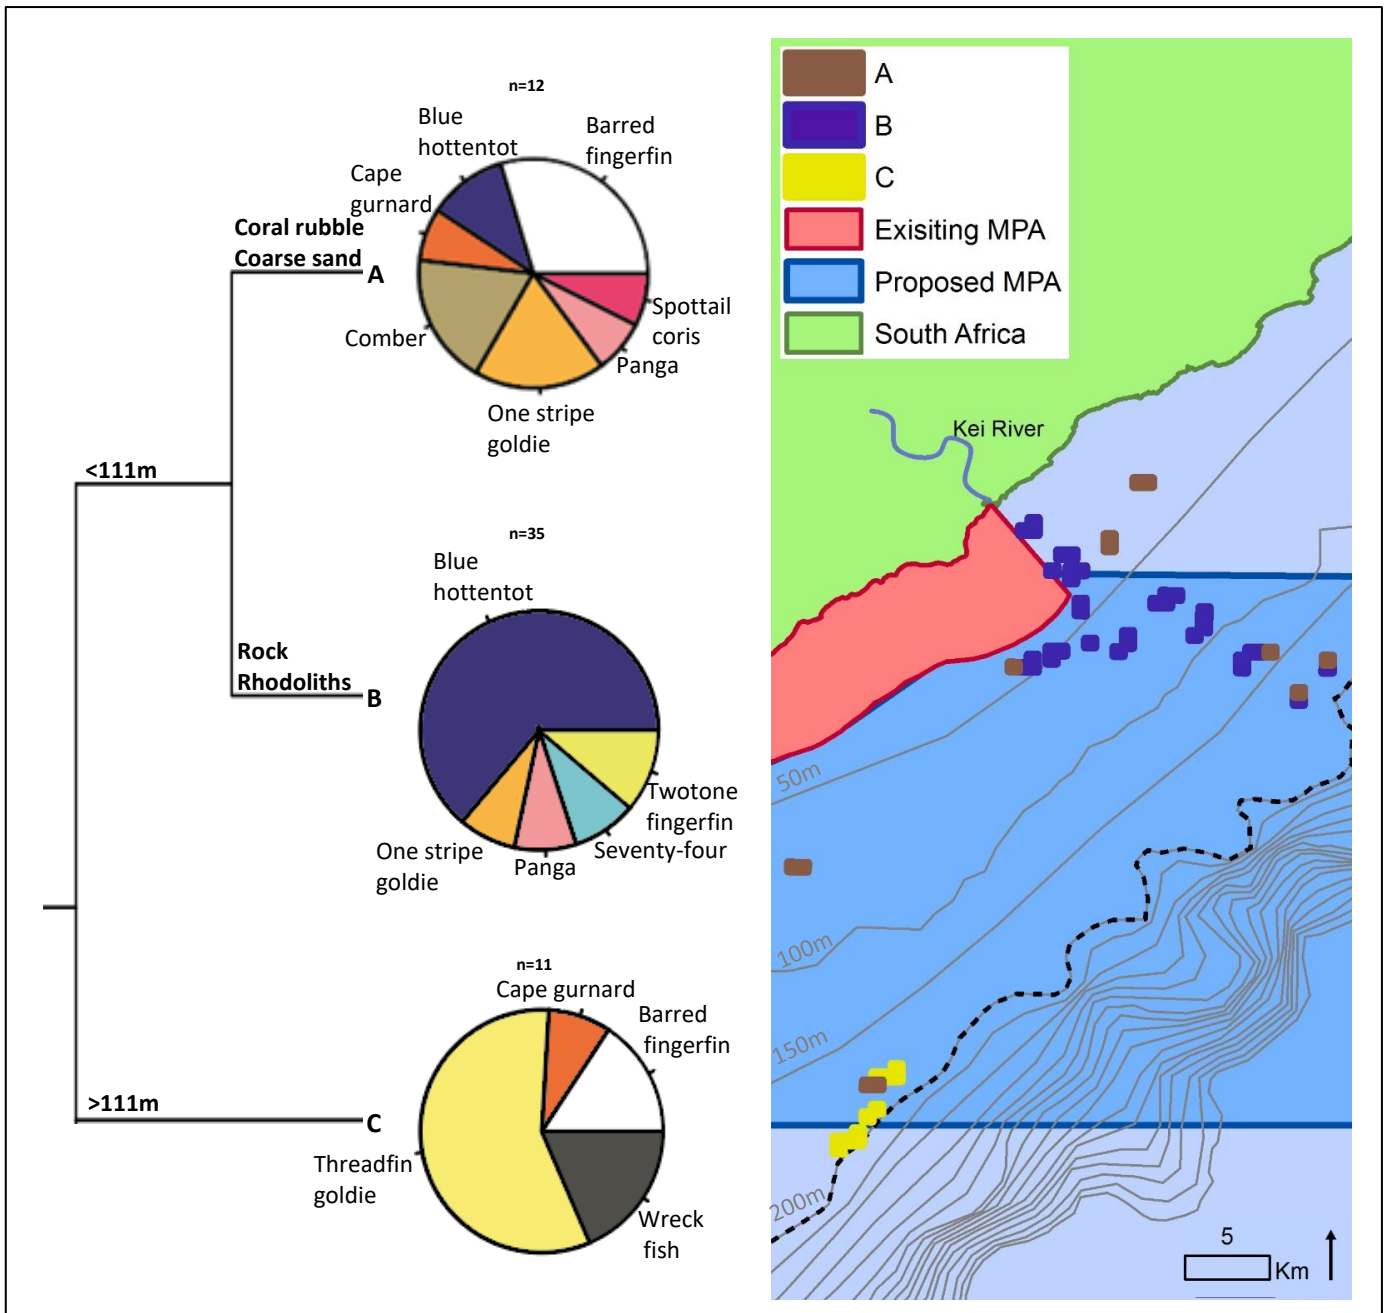 n=12
Blue
hottentot
Barred
fingerfin
Cape
gurnard
Coral rubble
Coarse sand
A
Comber
Spottail
coris
Panga
One stripe
goldie
<111m
n=35
Blue
hottentot
Rock
Rhodoliths
B
Twotone
fingerfin
Seventy-four
Panga
One stripe
goldie
n=11
Cape gurnard
Barred
fingerfin
>111m
C
Threadfin
goldie
Wreck
fish
A
B
C
Exisiting MPA
Proposed MPA
South Africa
Kei River
50m
100m
150m
200m
5
Km